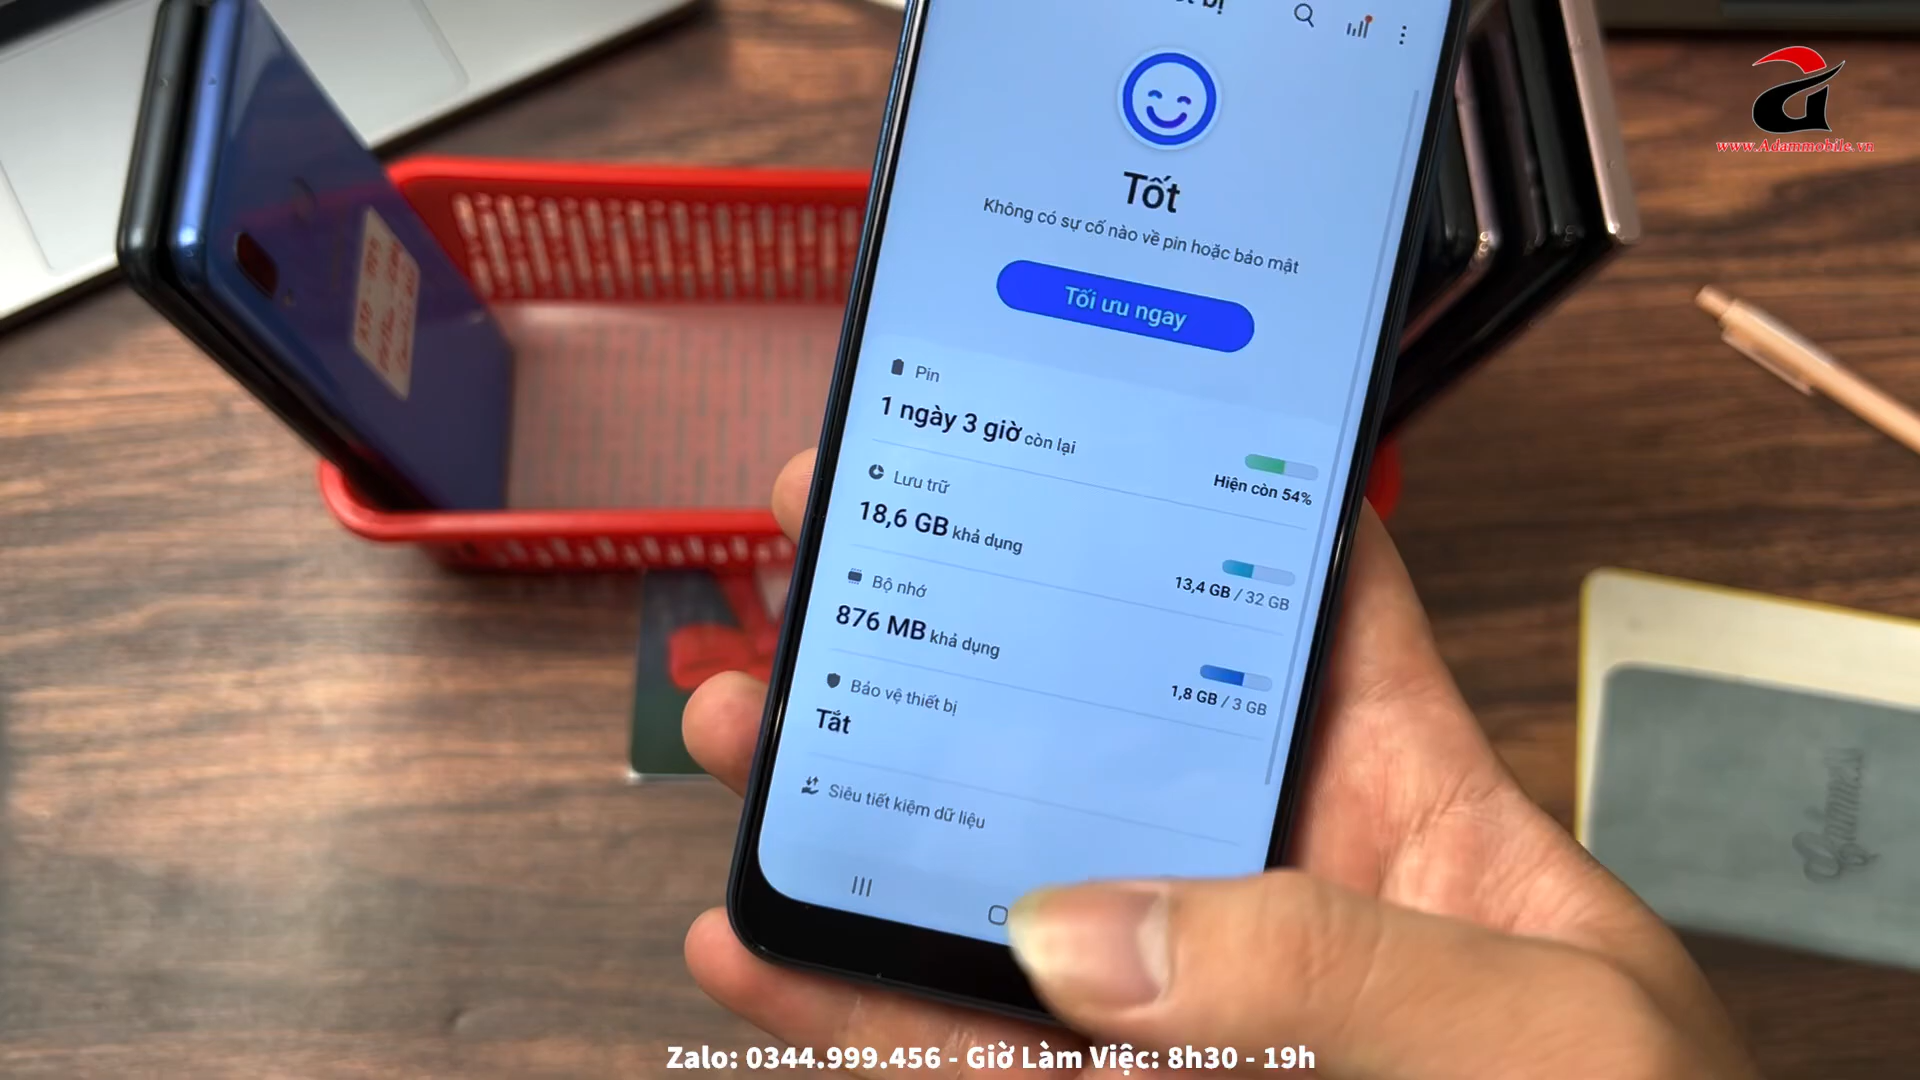 www.Adammobile.vn
Tốt
Không có sự cố nào về pin hoặc bảo mật
Tối ưu ngay
Pin
1 ngày 3 giờ còn lại
Hiện còn 54%
Lưu trữ
18,6 GB khả dụng
13,4 GB / 32 GB
Bộ nhớ
876 MB khả dụng
1,8 GB / 3 GB
Bảo vệ thiết bị
Tắt
Siêu tiết kiệm dữ liệu
Zalo: 0344.999.456 - Giờ Làm Việc: 8h30 - 19h